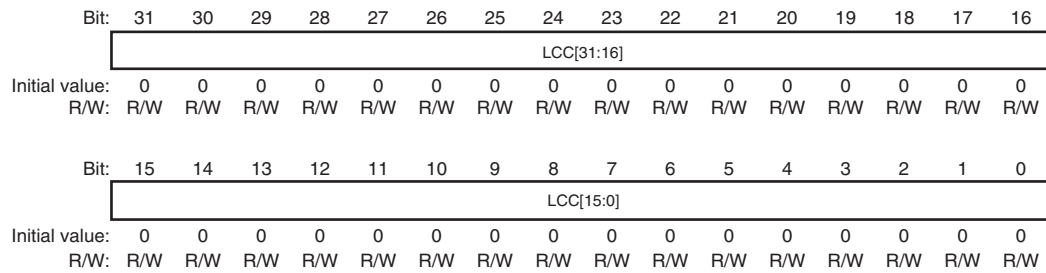 Bit: 31 30 29 28 27 26 25 24 23 22 21 20 19 18 17 16
LCC[31:16]
Initial value: 0 0 0 0 0 0 0 0 0 0 0 0 0 0 0 0
R/W: R/W R/W R/W R/W R/W R/W R/W R/W R/W R/W R/W R/W R/W R/W R/W R/W
Bit: 15 14 13 12 11 10 9 8 7 6 5 4 3 2 1 0
LCC[15:0]
Initial value: 0 0 0 0 0 0 0 0 0 0 0 0 0 0 0 0
R/W: R/W R/W R/W R/W R/W R/W R/W R/W R/W R/W R/W R/W R/W R/W R/W R/W